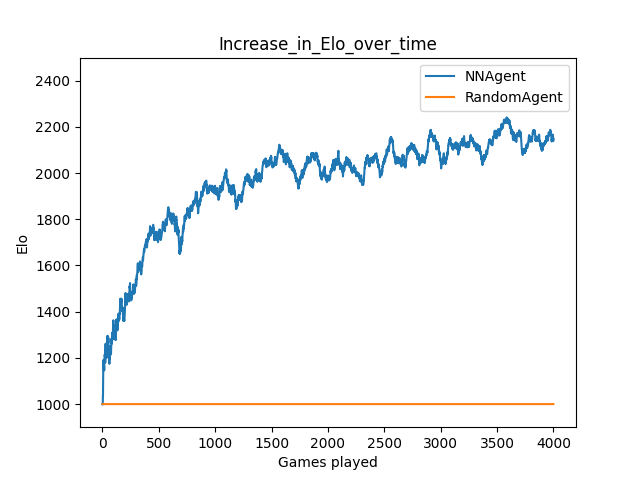 Increase_in_Elo_over_time
NNAgent
RandomAgent
2400
2200
2000
1800
1600
1400
1200
1000
Elo
0 500 1000 1500 2000 2500 3000 3500 4000
Games played